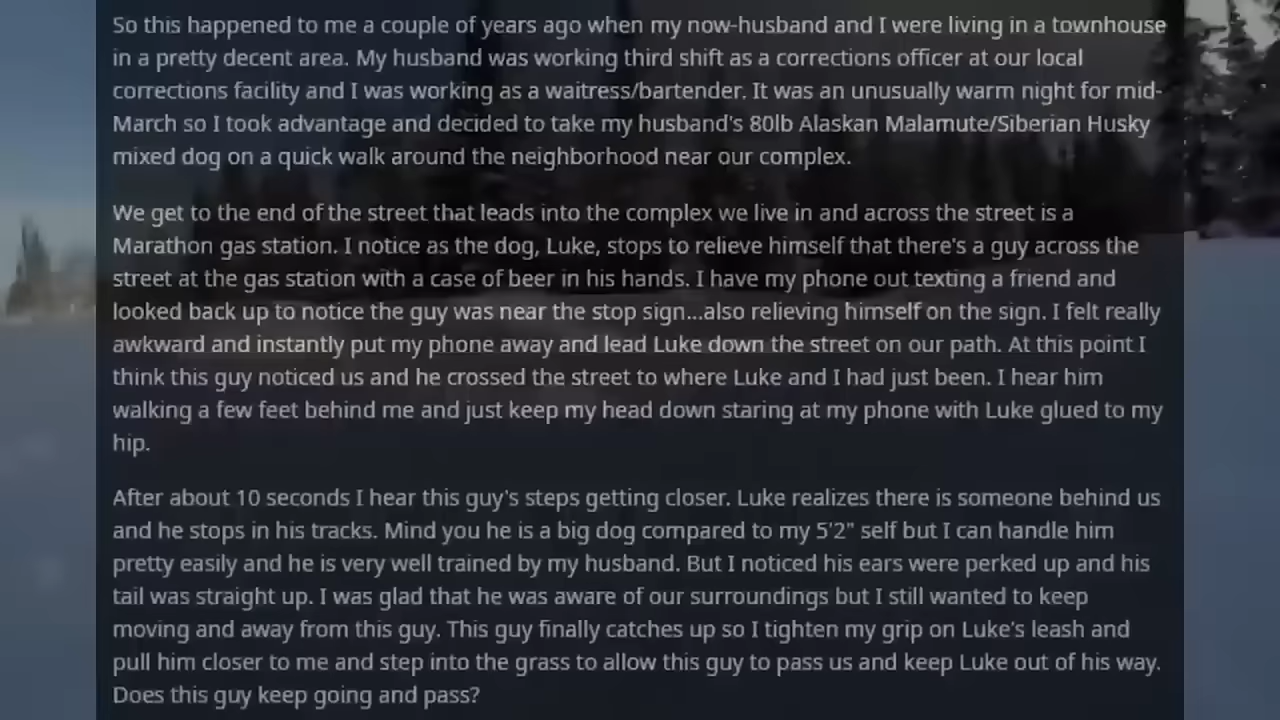 So this happened to me a couple of years ago when my now-husband and I were living in a townhouse
in a pretty decent area. My husband was working third shift as a corrections officer at our local
corrections facility and I was working as a waitress/bartender. It was an unusually warm night for mid-
March so I took advantage and decided to take my husband's 80lb Alaskan Malamute/Siberian Husky
mixed dog on a quick walk around the neighborhood near our complex.
We get to the end of the street that leads into the complex we live in and across the street is a
Marathon gas station. I notice as the dog, Luke, stops to relieve himself that there's a guy across the
street at the gas station with a case of beer in his hands. I have my phone out texting a friend and
looked back up to notice the guy was near the stop sign...also relieving himself on the sign. I felt really
awkward and instantly put my phone away and lead Luke down the street on our path. At this point I
think this guy noticed us and he crossed the street to where Luke and I had just been. I hear him
walking a few feet behind me and just keep my head down staring at my phone with Luke glued to my
hip.
After about 10 seconds I hear this guy's steps getting closer. Luke realizes there is someone behind us
and he stops in his tracks. Mind you he is a big dog compared to my 5'2" self but I can handle him
pretty easily and he is very well trained by my husband. But I noticed his ears were perked up and his
tail was straight up. I was glad that he was aware of our surroundings but I still wanted to keep
moving and away from this guy. This guy finally catches up so I tighten my grip on Luke's leash and
pull him closer to me and step into the grass to allow this guy to pass us and keep Luke out of his way.
Does this guy keep going and pass?